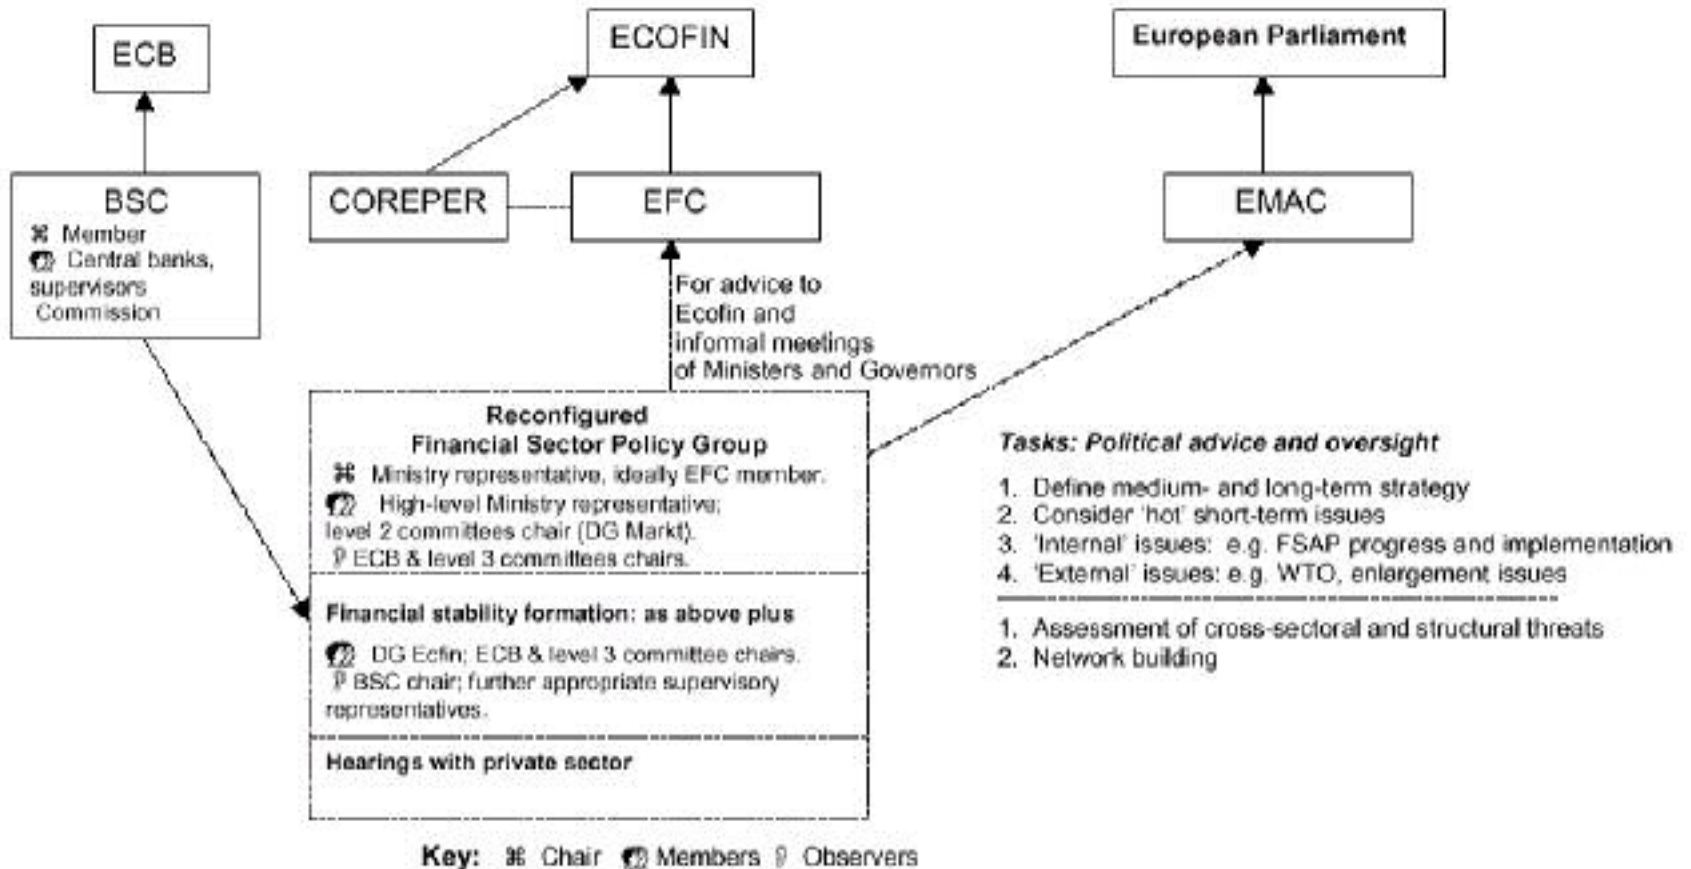 ECB
ECOFIN
European Parliament
BSC
⌘ Member
Central banks,
supervisors
Commission
COREPER
EFC
EMAC
For advice to
Ecofin and
informal meetings
of Ministers and Governors
Reconfigured
Financial Sector Policy Group
⌘ Ministry representative, ideally EFC member.
High-level Ministry representative;
level 2 committees chair (DG Markt).
ECB & level 3 committees chairs.
Financial stability formation: as above plus
DG Ecfin; ECB & level 3 committee chairs.
BSC chair; further appropriate supervisory
representatives.
Hearings with private sector
Tasks: Political advice and oversight
1. Define medium- and long-term strategy
2. Consider 'hot' short-term issues
3. 'Internal' issues: e.g. FSAP progress and implementation
4. 'External' issues: e.g. WTO, enlargement issues
1. Assessment of cross-sectoral and structural threats
2. Network building
Key: ⌘ Chair Members Observers